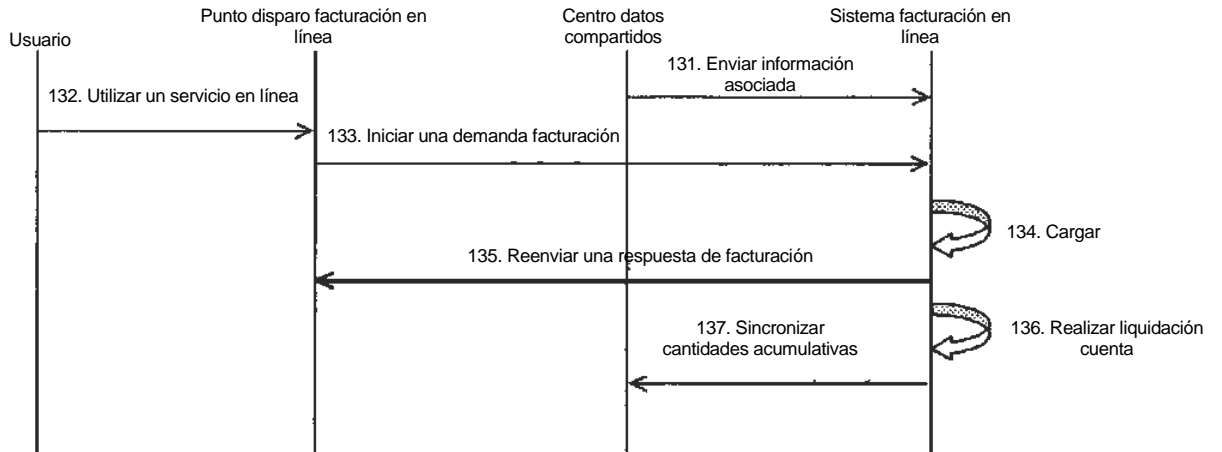 Usuario
Punto disparo facturación en
línea
Centro datos
compartidos
Sistema facturación en
línea
131. Enviar información
asociada
132. Utilizar un servicio en línea
133. Iniciar una demanda facturación
134. Cargar
135. Reenviar una respuesta de facturación
136. Realizar liquidación
cuenta
137. Sincronizar
cantidades acumulativas